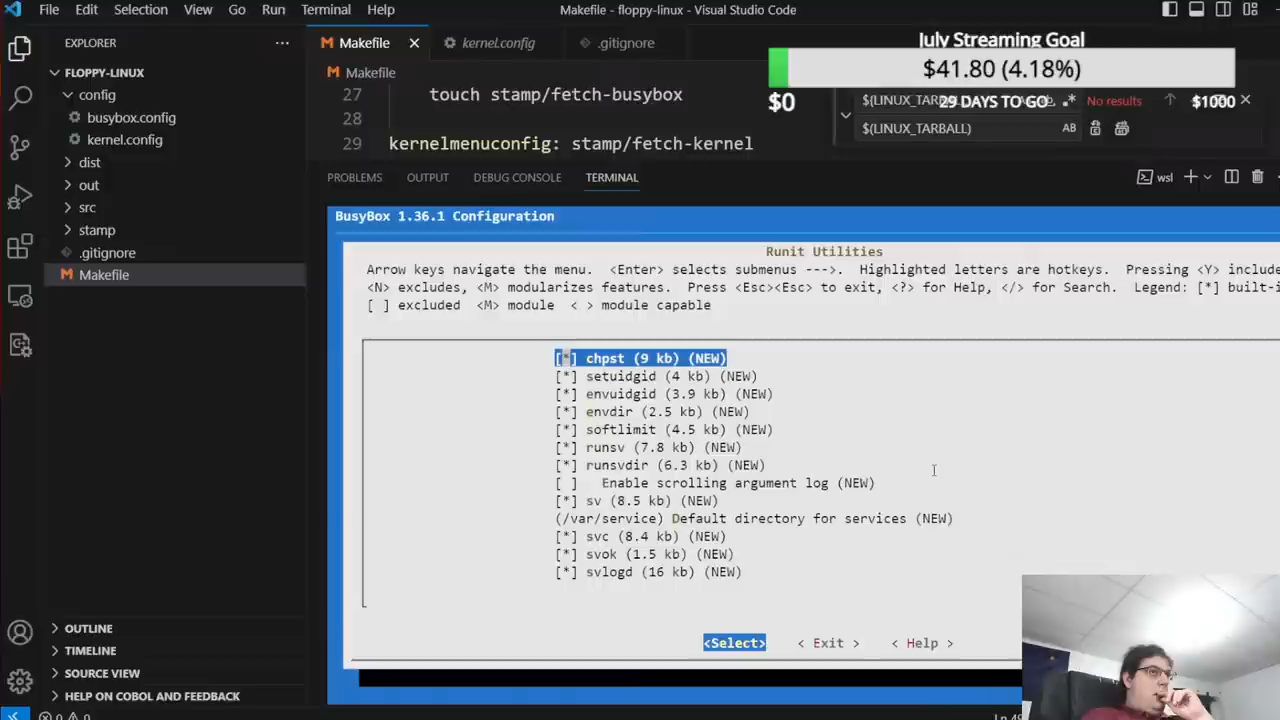 File Edit Selection View Go Run Terminal Help
Makefile - floppy-linux - Visual Studio Code
EXPLORER
Makefile
kernel.config
.gitignore
July Streaming Goal
$41.80 (4.18%)
$0
29 DAYS TO GO
$1000
FLOPPY-LINUX
config
busybox.config
kernel.config
dist
out
src
stamp
.gitignore
Makefile
Makefile
27 touch stamp/fetch-busybox
28
29 kernelmenuconfig: stamp/fetch-kernel
No results
$(LINUX_TARBALL)
AB
PROBLEMS OUTPUT DEBUG CONSOLE TERMINAL
wsl
BusyBox 1.36.1 Configuration
Runit Utilities
Arrow keys navigate the menu. <Enter> selects submenus --->. Highlighted letters are hotkeys. Pressing <Y> include
<N> excludes, <M> modularizes features. Press <Esc><Esc> to exit, <?> for Help, </> for Search. Legend: [*] built-i
[ ] excluded <M> module < > module capable
[*] chpst (9 kb) (NEW)
[*] setuidgid (4 kb) (NEW)
[*] envuidgid (3.9 kb) (NEW)
[*] envdir (2.5 kb) (NEW)
[*] softlimit (4.5 kb) (NEW)
[*] runsv (7.8 kb) (NEW)
[*] runsvdir (6.3 kb) (NEW)
[ ] Enable scrolling argument log (NEW)
[*] sv (8.5 kb) (NEW)
(/var/service) Default directory for services (NEW)
[*] svc (8.4 kb) (NEW)
[*] svok (1.5 kb) (NEW)
[*] svlogd (16 kb) (NEW)
<Select> < Exit > < Help >
OUTLINE
TIMELINE
SOURCE VIEW
HELP ON COBOL AND FEEDBACK